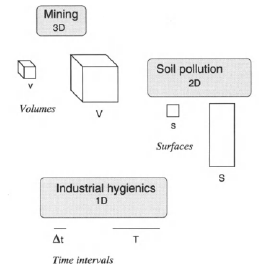 Mining
3D
v
V
Volumes
Soil pollution
2D
s
S
Surfaces
Industrial hygienics
1D
Δt
T
Time intervals